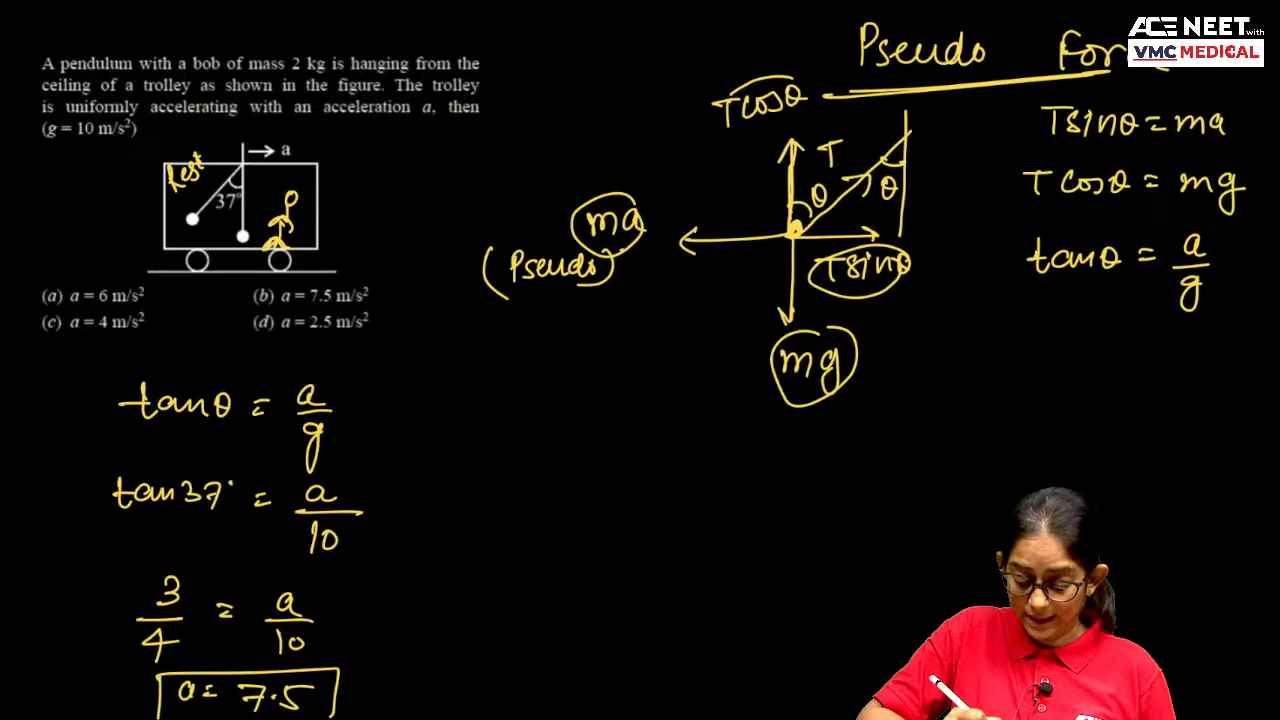 ACE NEET with
VMC MEDICAL
A pendulum with a bob of mass 2 kg is hanging from the
ceiling of a trolley as shown in the figure. The trolley
is uniformly accelerating with an acceleration a, then
(g = 10 m/s²)
a
Rest
37°
(a) a = 6 m/s²
(b) a = 7.5 m/s²
(c) a = 4 m/s²
(d) a = 2.5 m/s²
tanθ = a/g
tan37° = a/10
3/4 = a/10
a = 7.5
Pseudo
Tcosθ
T
θ
θ
ma
(Pseudo)
Tsinθ
mg
Tsinθ = ma
Tcosθ = mg
tanθ = a/g